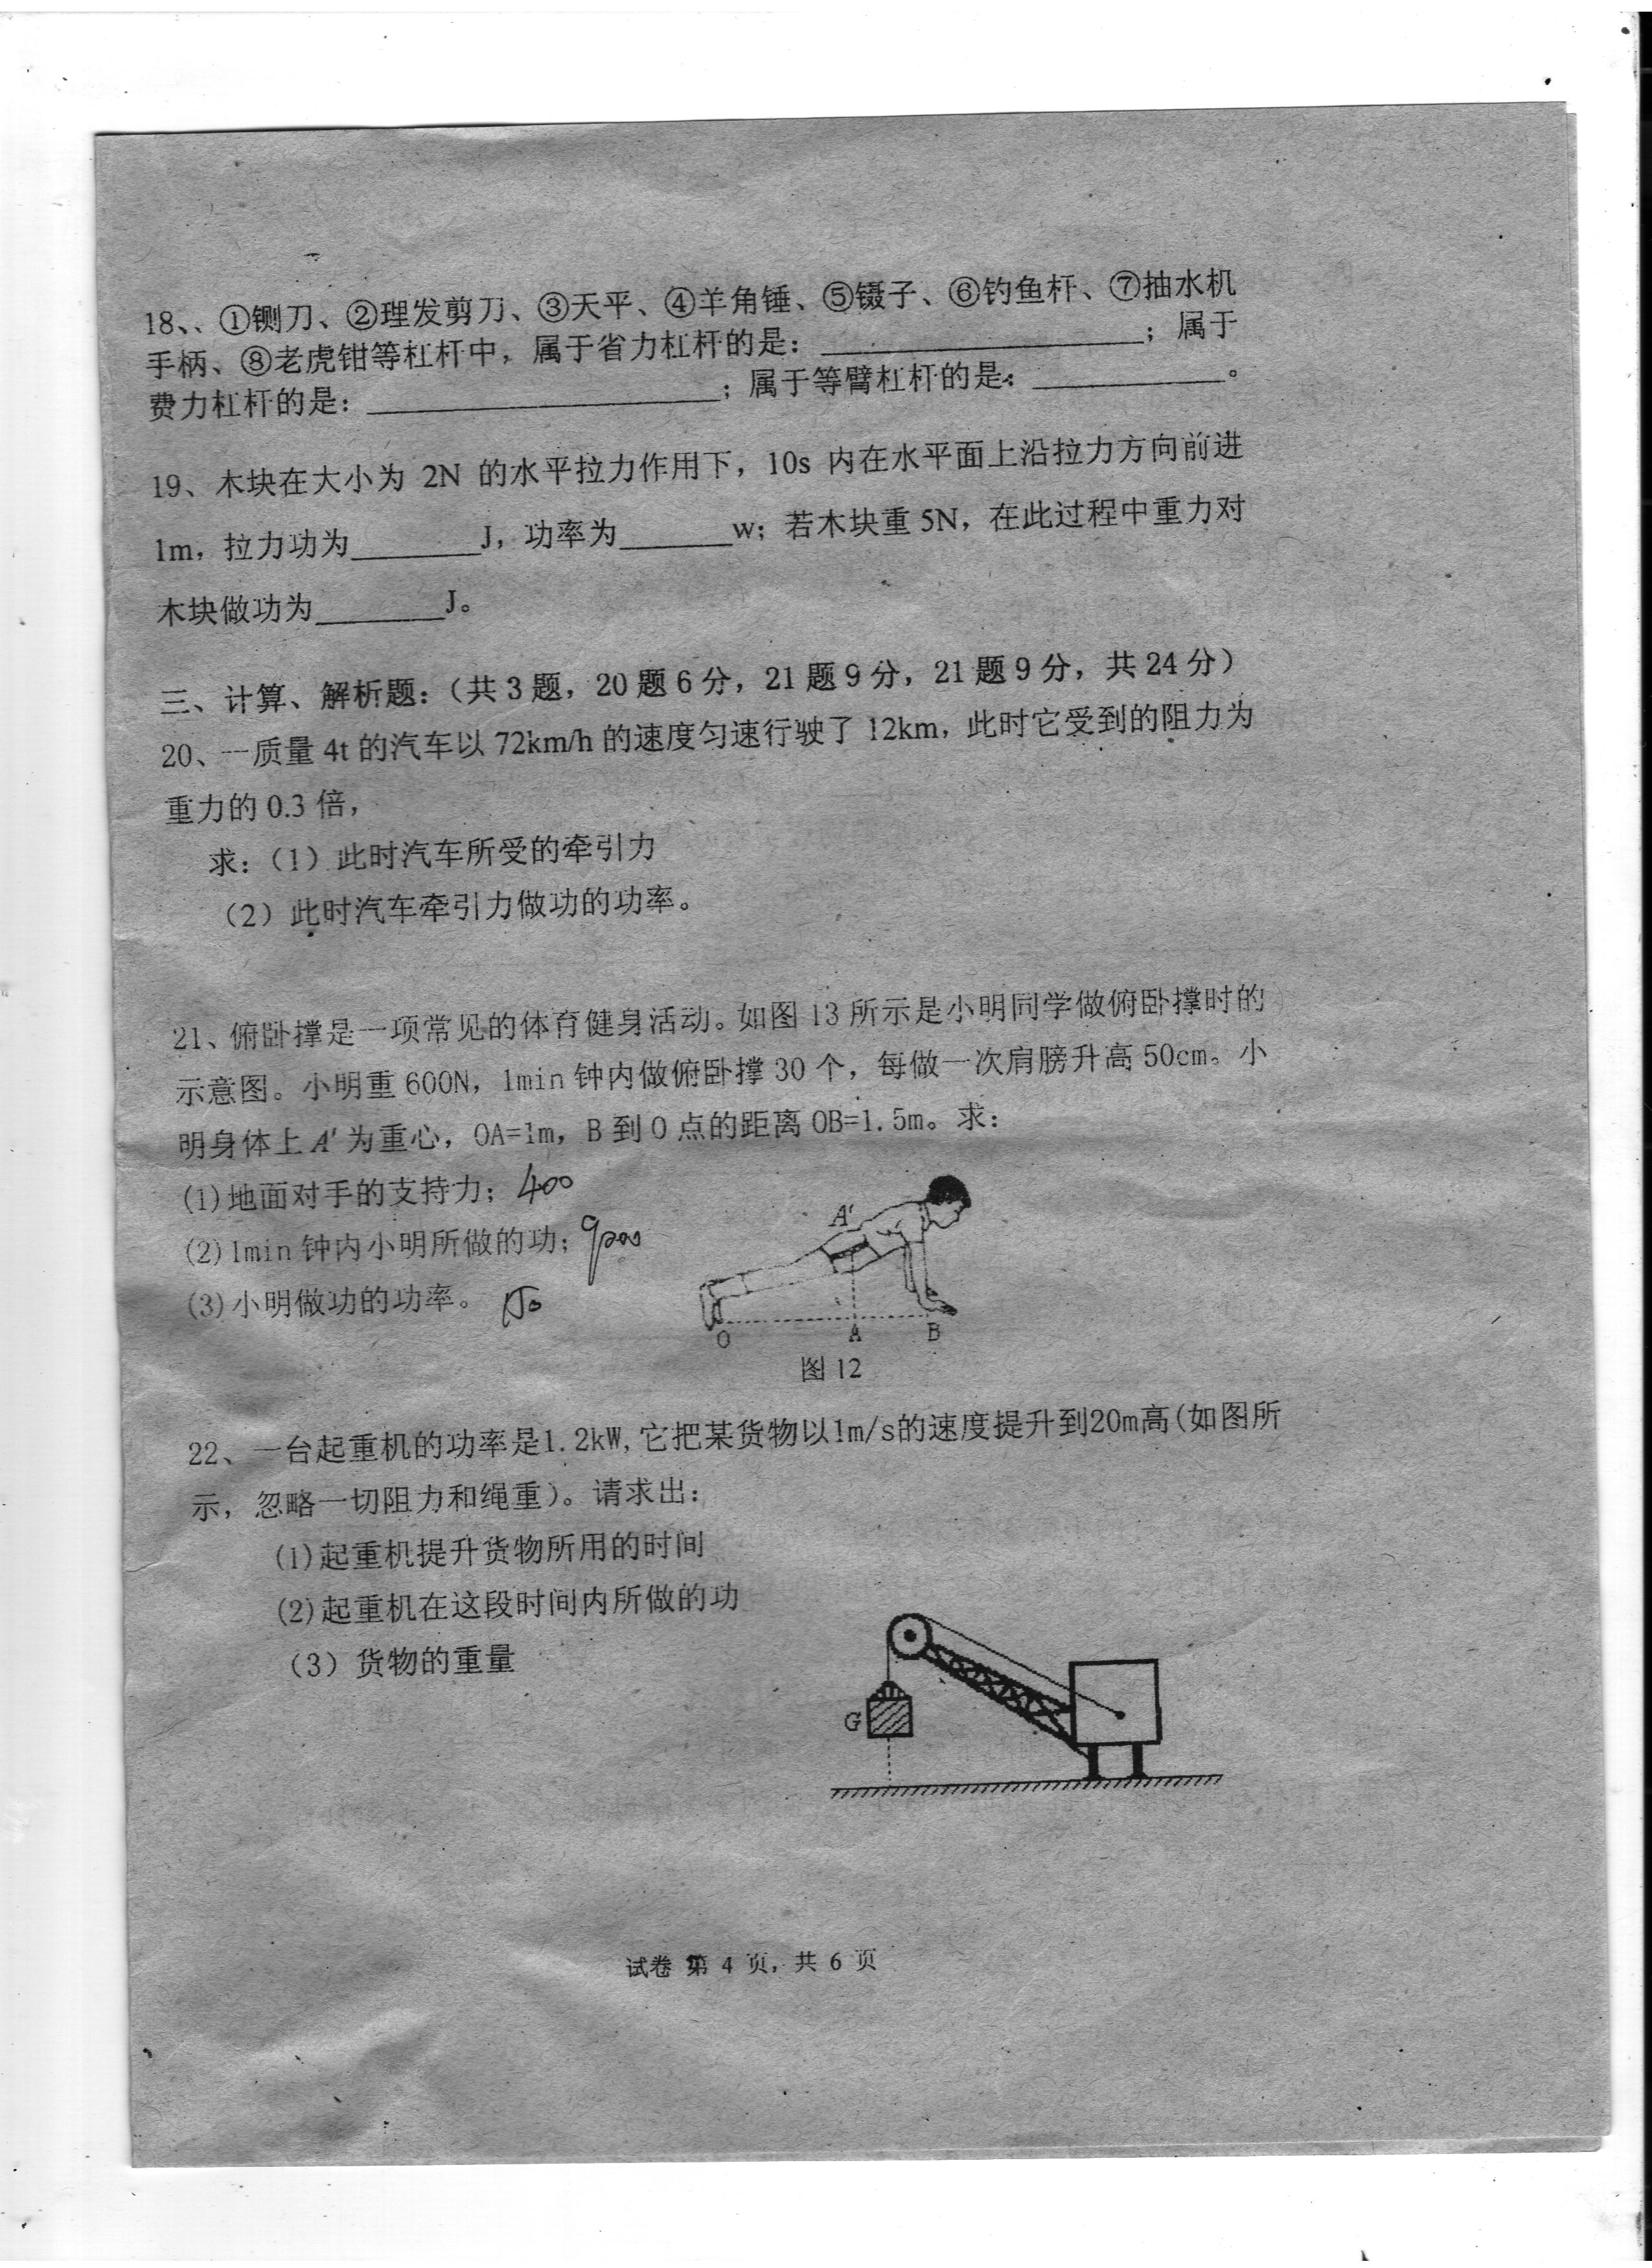 18、、①铡刀、②理发剪刀、③天平、④羊角锤、⑤镊子、⑥钓鱼杆、⑦抽水机
手柄、⑧老虎钳等杠杆中，属于省力杠杆的是：__________；属于
费力杠杆的是：__________；属于等臂杠杆的是：__________。
19、木块在大小为 2N 的水平拉力作用下，10s 内在水平面上沿拉力方向前进
1m，拉力功为______J，功率为______w；若木块重 5N，在此过程中重力对
木块做功为______J。
三、计算、解析题：（共 3 题，20 题 6 分，21 题 9 分，21 题 9 分，共 24 分）
20、一质量 4t 的汽车以 72km/h 的速度匀速行驶了 12km，此时它受到的阻力为
重力的 0.3 倍，
求：（1）此时汽车所受的牵引力
（2）此时汽车牵引力做功的功率。
21、俯卧撑是一项常见的体育健身活动。如图 13 所示是小明同学做俯卧撑时的
示意图。小明重 600N，1min 钟内做俯卧撑 30 个，每做一次肩膀升高 50cm。小
明身体上 A′ 为重心，OA=1m，B 到 O 点的距离 OB=1.5m。求：
(1)地面对手的支持力； 400
(2)1min 钟内小明所做的功； 9000
(3)小明做功的功率。 150
A′
O A B
图 12
22、一台起重机的功率是1.2kW,它把某货物以1m/s的速度提升到20m高(如图所
示，忽略一切阻力和绳重)。请求出：
(1)起重机提升货物所用的时间
(2)起重机在这段时间内所做的功
（3）货物的重量
G
试卷 第 4 页，共 6 页